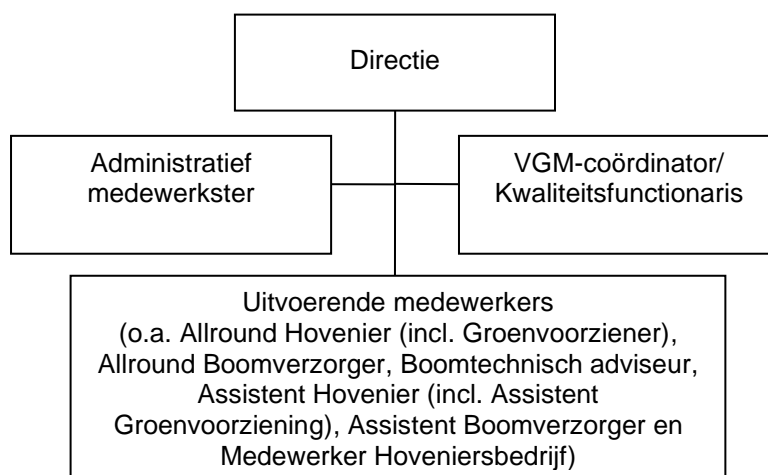 Directie
Administratief
medewerkster
VGM-coördinator/
Kwaliteitsfunctionaris
Uitvoerende medewerkers
(o.a. Allround Hovenier (incl. Groenvoorziener),
Allround Boomverzorger, Boomtechnisch adviseur,
Assistent Hovenier (incl. Assistent
Groenvoorziening), Assistent Boomverzorger en
Medewerker Hoveniersbedrijf)